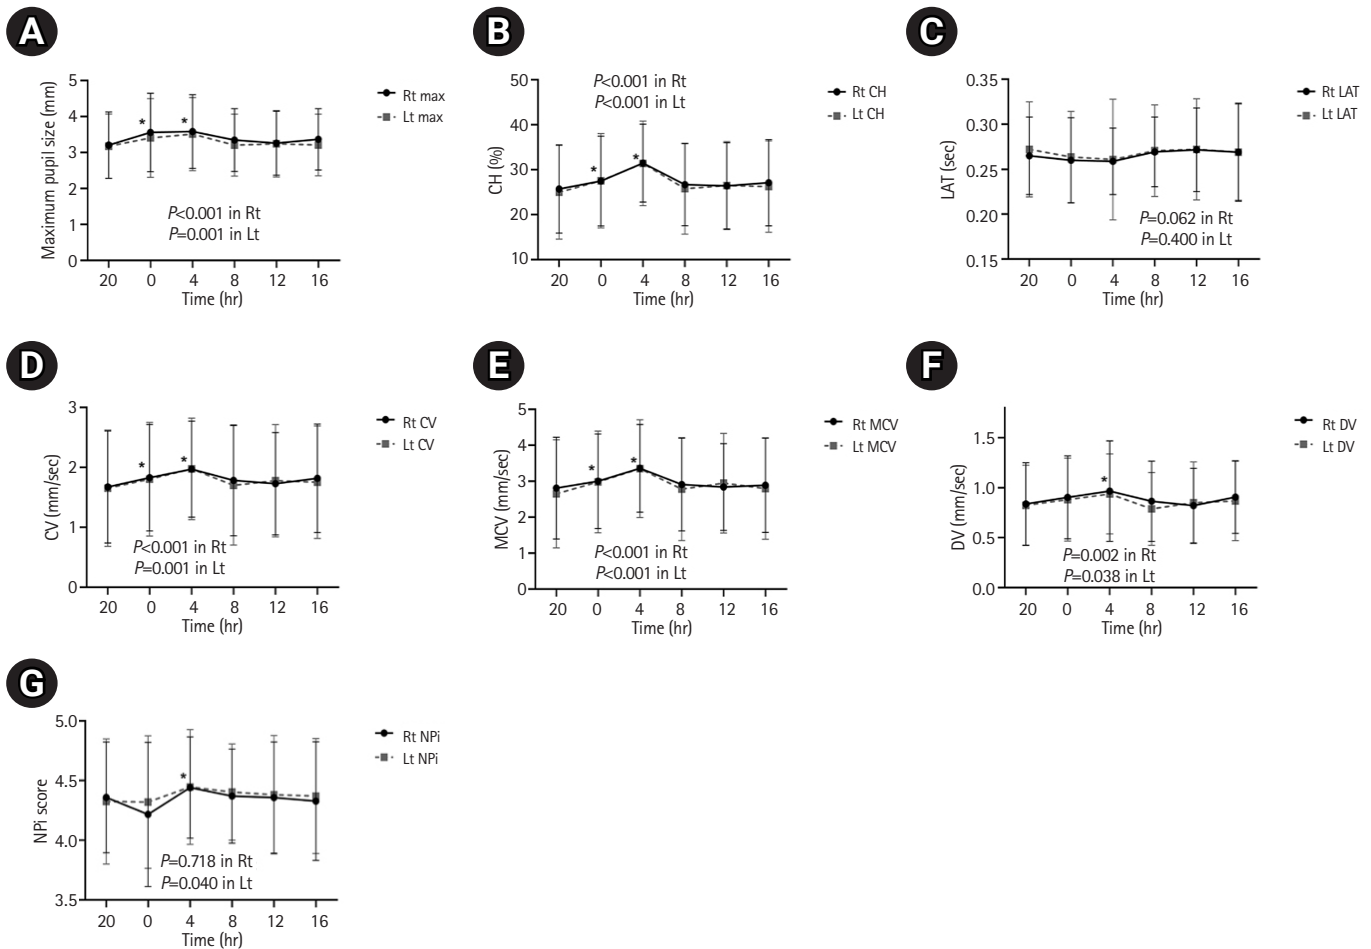 A
Maximum pupil size (mm)
5
4
3
2
1
0
*
*
P<0.001 in Rt
P=0.001 in Lt
20 0 4 8 12 16
Time (hr)
Rt max
Lt max
B
CH (%)
50
40
30
20
10
P<0.001 in Rt
P<0.001 in Lt
*
*
20 0 4 8 12 16
Time (hr)
Rt CH
Lt CH
C
LAT (sec)
0.35
0.30
0.25
0.20
0.15
P=0.062 in Rt
P=0.400 in Lt
20 0 4 8 12 16
Time (hr)
Rt LAT
Lt LAT
D
CV (mm/sec)
3
2
1
0
*
*
P<0.001 in Rt
P=0.001 in Lt
20 0 4 8 12 16
Time (hr)
Rt CV
Lt CV
E
MCV (mm/sec)
5
4
3
2
1
0
*
*
P<0.001 in Rt
P<0.001 in Lt
20 0 4 8 12 16
Time (hr)
Rt MCV
Lt MCV
F
DV (mm/sec)
1.5
1.0
0.5
0.0
*
P=0.002 in Rt
P=0.038 in Lt
20 0 4 8 12 16
Time (hr)
Rt DV
Lt DV
G
NPi score
5.0
4.5
4.0
3.5
*
P=0.718 in Rt
P=0.040 in Lt
20 0 4 8 12 16
Time (hr)
Rt NPi
Lt NPi